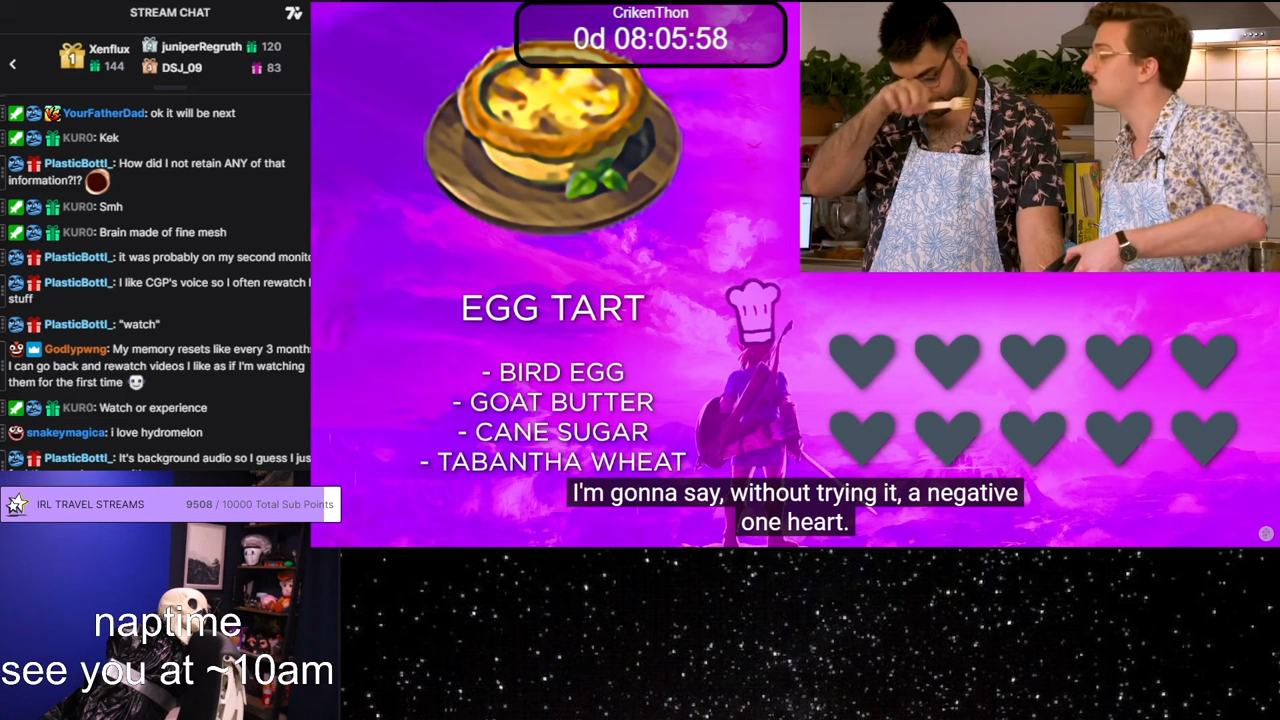 STREAM CHAT
Xenflux
144
juniperRegruth 120
DSJ_09 83
YourFatherDad: ok it will be next
KUR0: Kek
PlasticBottl_: How did I not retain ANY of that
information?!?
KUR0: Smh
KUR0: Brain made of fine mesh
PlasticBottl_: it was probably on my second monito
PlasticBottl_: I like CGP's voice so I often rewatch
stuff
PlasticBottl_: "watch"
Godlypwng: My memory resets like every 3 month
I can go back and rewatch videos I like as if I'm watching
them for the first time
KUR0: Watch or experience
snakeymagica: i love hydromelon
PlasticBottl_: It's background audio so I guess I jus
IRL TRAVEL STREAMS 9508 / 10000 Total Sub Points
naptime
see you at ~10am
CrikenThon
0d 08:05:58
EGG TART
- BIRD EGG
- GOAT BUTTER
- CANE SUGAR
- TABANTHA WHEAT
I'm gonna say, without trying it, a negative
one heart.